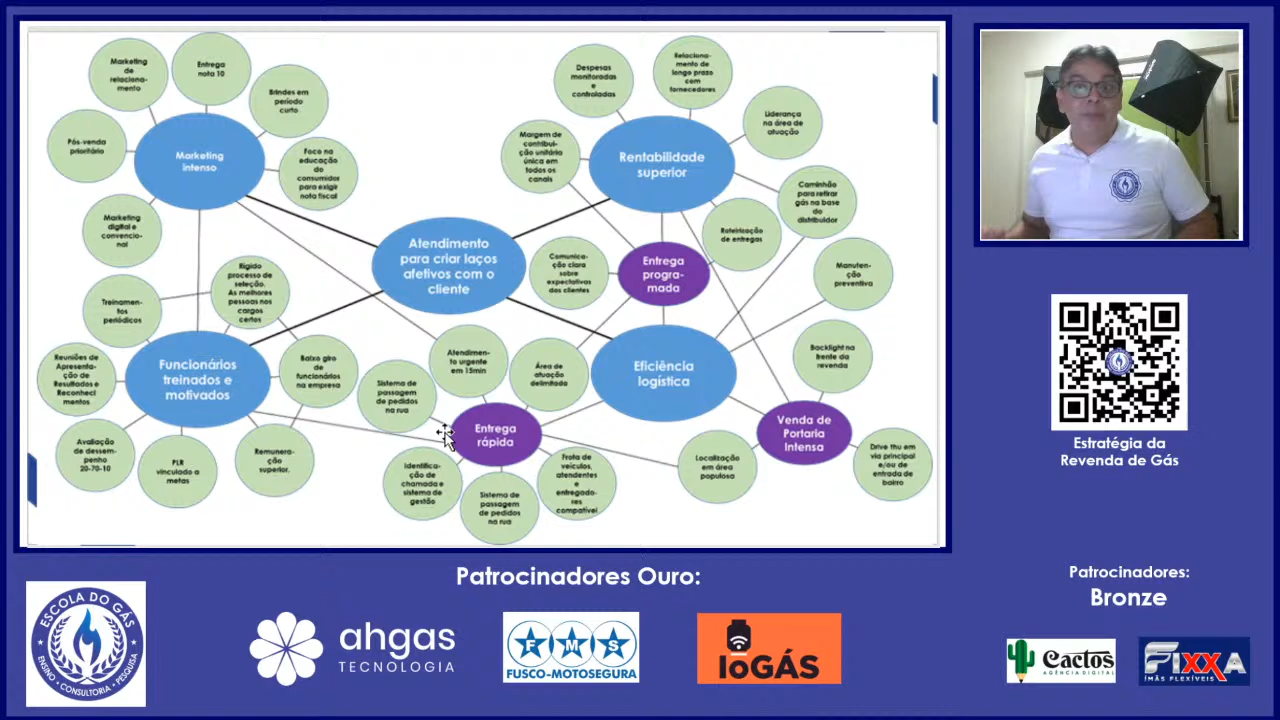 Marketing
de
relaciona-
mento
Entrega
nota 10
Brindes em
período
curto
Pós-venda
prioritário
Marketing
intenso
Foco na
educação
do
consumidor
para exigir
nota fiscal
Marketing
digital e
convencio-
nal
Despesas
monitoradas
e
controladas
Relaciona-
mento de
longo prazo
com
fornecedores
Liderança
na área de
atuação
Margem de
contribui-
ção unitária
única em
todos os
canais
Rentabilidade
superior
Caminhão
para retirar
gás na base
do
distribuidor
Roteirização
de entregas
Atendimento
para criar laços
afetivos com o
cliente
Comunica-
ção clara
sobre
expectativas
dos clientes
Entrega
progra-
mada
Manuten-
ção
preventiva
Rígido
processo de
seleção.
As melhores
pessoas nos
cargos
certos
Treinamen-
tos
periódicos
Reuniões de
Apresenta-
ção de
Resultados e
Reconheci
mentos
Funcionários
treinados e
motivados
Baixo giro
de
funcionários
na empresa
Avaliação
de desem-
penho
20-70-10
PLR
vinculado a
metas
Remunera-
ção
superior.
Sistema de
passagem
de pedidos
na rua
Atendimen-
to urgente
em 15min
Área de
atuação
delimitada
Eficiência
logística
Backlight na
frente da
revenda
Entrega
rápida
Identifica-
ção de
chamada e
sistema de
gestão
Sistema de
passagem
de pedidos
na rua
Frota de
veículos,
atendentes
e
entregado-
res
compatível
Localização
em área
populosa
Venda de
Portaria
Intensa
Drive thu em
via principal
e/ou de
entrada de
bairro
Estratégia da
Revenda de Gás
Patrocinadores Ouro:
ESCOLA DO GÁS
ENSINO • CONSULTORIA • PESQUISA
ahgas
TECNOLOGIA
F M S
FUSCO-MOTOSEGURA
IoGÁS
Patrocinadores:
Bronze
Cactos
AGÊNCIA DIGITAL
FIXXA
ÍMÃS FLEXÍVEIS